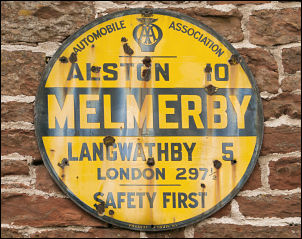 AUTOMOBILE ASSOCIATION
AA
ALSTON 10
MELMERBY
LANGWATHBY 5
LONDON 297½
SAFETY FIRST